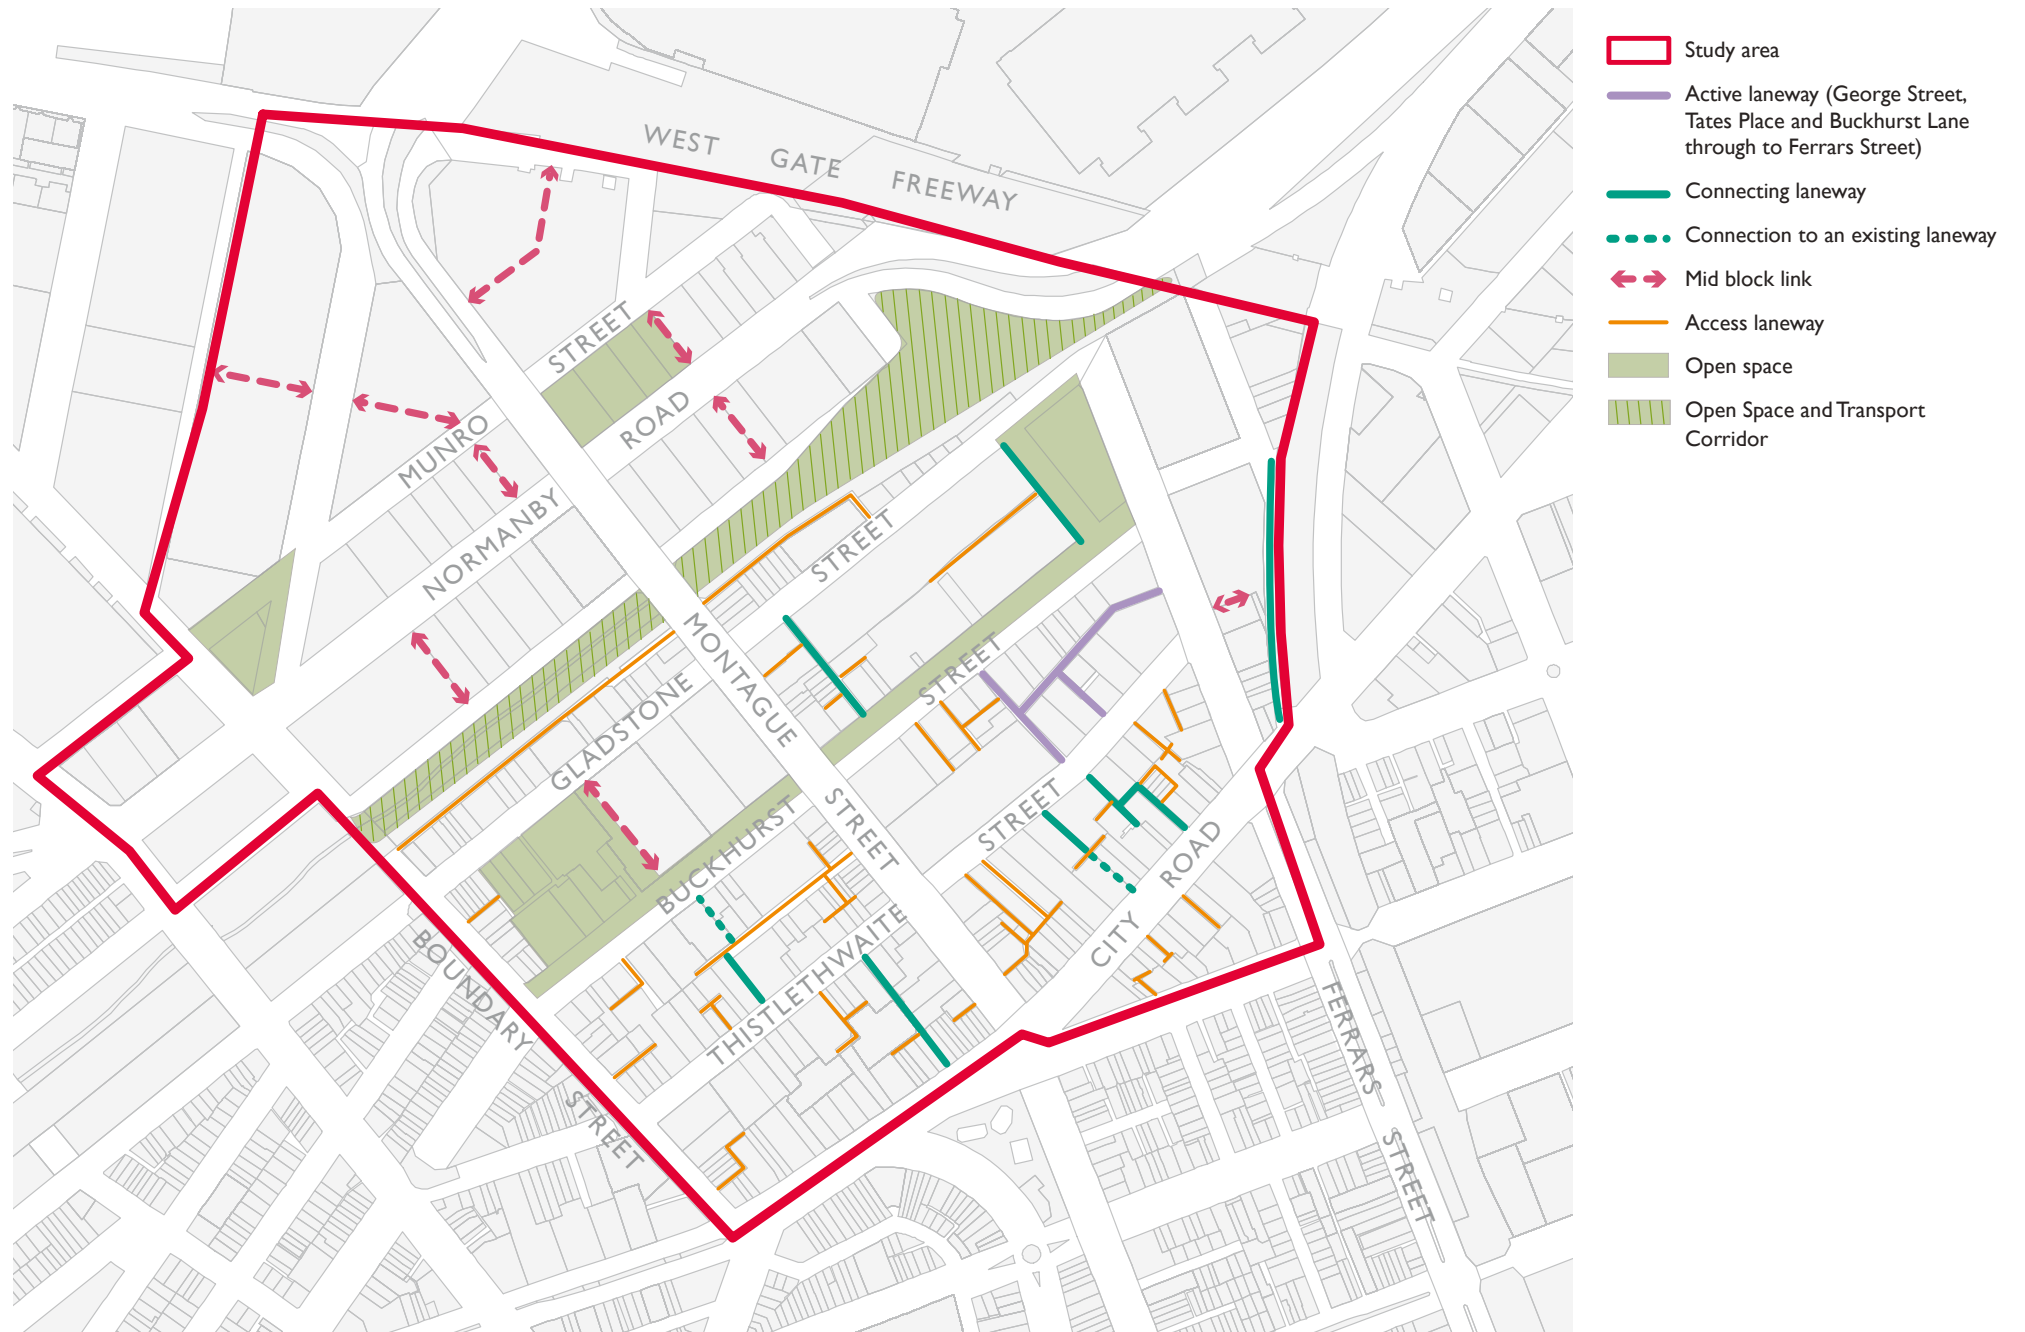 WEST GATE FREEWAY
STREET
MUNRO
ROAD
NORMANBY
STREET
GLADSTONE
MONTAGUE
STREET
STREET
BUCKHURST
STREET
THISTLETHWAITE
CITY ROAD
BOUNDARY
STREET
FERRARS
STREET
Study area
Active laneway (George Street,
Tates Place and Buckhurst Lane
through to Ferrars Street)
Connecting laneway
Connection to an existing laneway
Mid block link
Access laneway
Open space
Open Space and Transport
Corridor